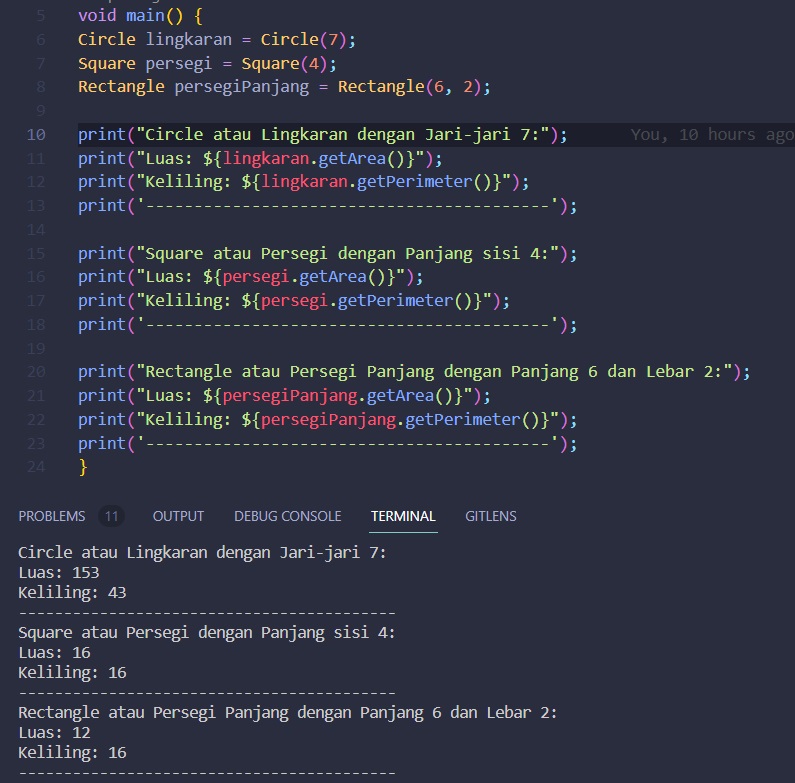 5 void main() {
6 Circle lingkaran = Circle(7);
7 Square persegi = Square(4);
8 Rectangle persegiPanjang = Rectangle(6, 2);
9
10 print("Circle atau Lingkaran dengan Jari-jari 7:"); You, 10 hours ago
11 print("Luas: ${lingkaran.getArea()}");
12 print("Keliling: ${lingkaran.getPerimeter()}");
13 print('------------------------------------------');
14
15 print("Square atau Persegi dengan Panjang sisi 4:");
16 print("Luas: ${persegi.getArea()}");
17 print("Keliling: ${persegi.getPerimeter()}");
18 print('------------------------------------------');
19
20 print("Rectangle atau Persegi Panjang dengan Panjang 6 dan Lebar 2:");
21 print("Luas: ${persegiPanjang.getArea()}");
22 print("Keliling: ${persegiPanjang.getPerimeter()}");
23 print('------------------------------------------');
24 }
PROBLEMS 11 OUTPUT DEBUG CONSOLE TERMINAL GITLENS
Circle atau Lingkaran dengan Jari-jari 7:
Luas: 153
Keliling: 43
------------------------------------------
Square atau Persegi dengan Panjang sisi 4:
Luas: 16
Keliling: 16
------------------------------------------
Rectangle atau Persegi Panjang dengan Panjang 6 dan Lebar 2:
Luas: 12
Keliling: 16
------------------------------------------